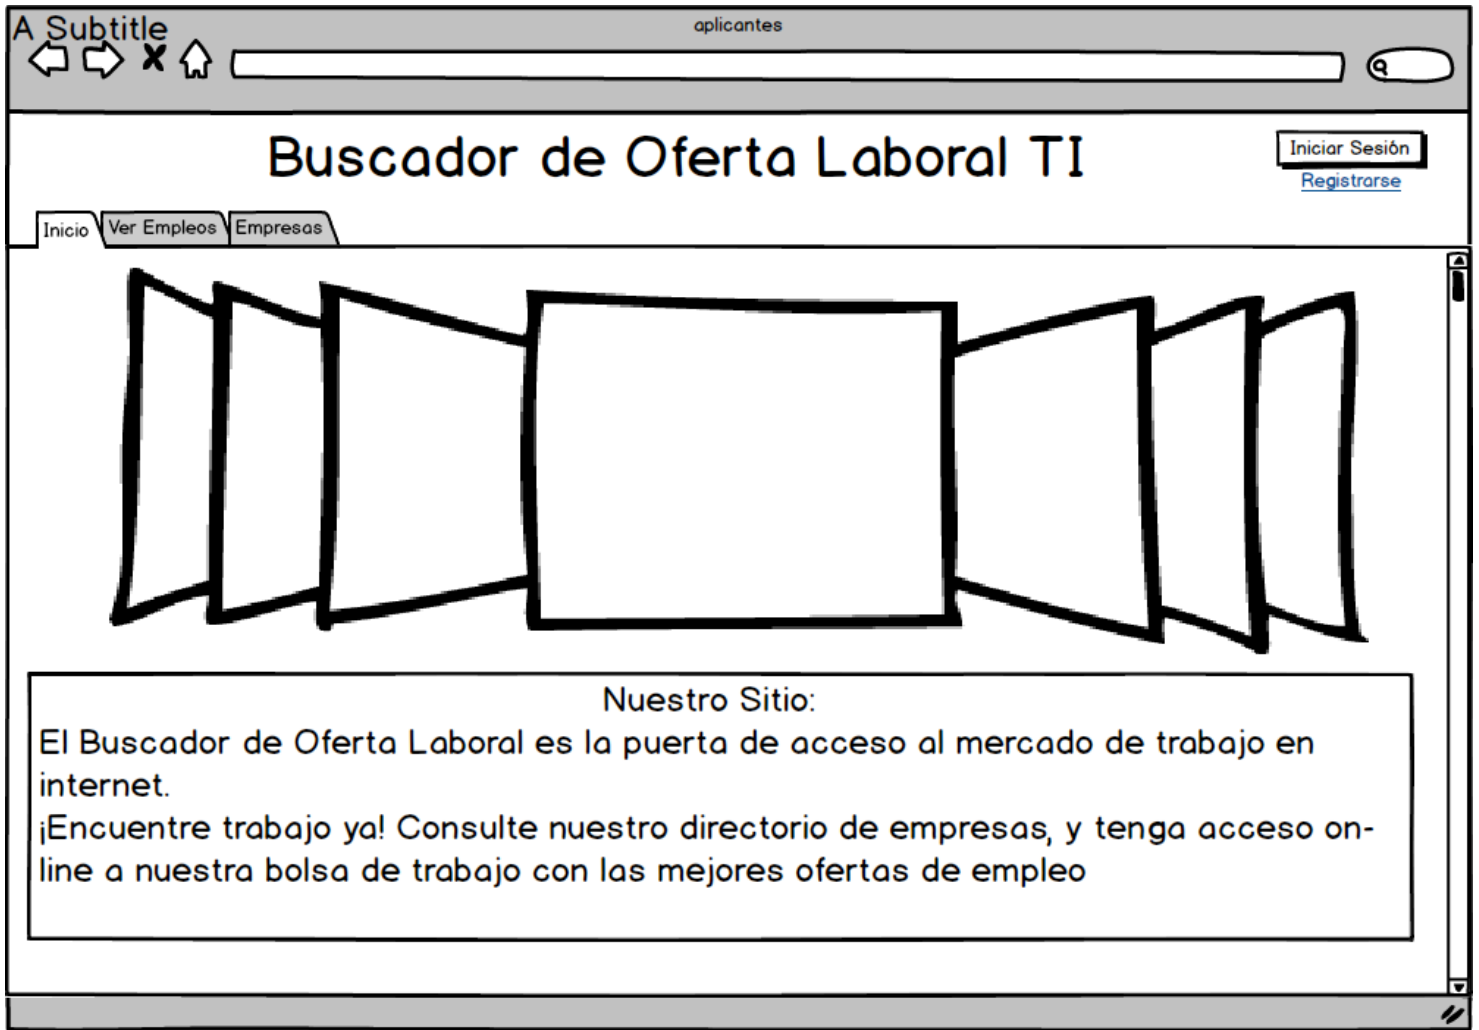 A Subtitle
aplicantes
Buscador de Oferta Laboral TI
Iniciar Sesión
Registrarse
Inicio
Ver Empleos
Empresas
Nuestro Sitio:
El Buscador de Oferta Laboral es la puerta de acceso al mercado de trabajo en
internet.
¡Encuentre trabajo ya! Consulte nuestro directorio de empresas, y tenga acceso on-
line a nuestra bolsa de trabajo con las mejores ofertas de empleo